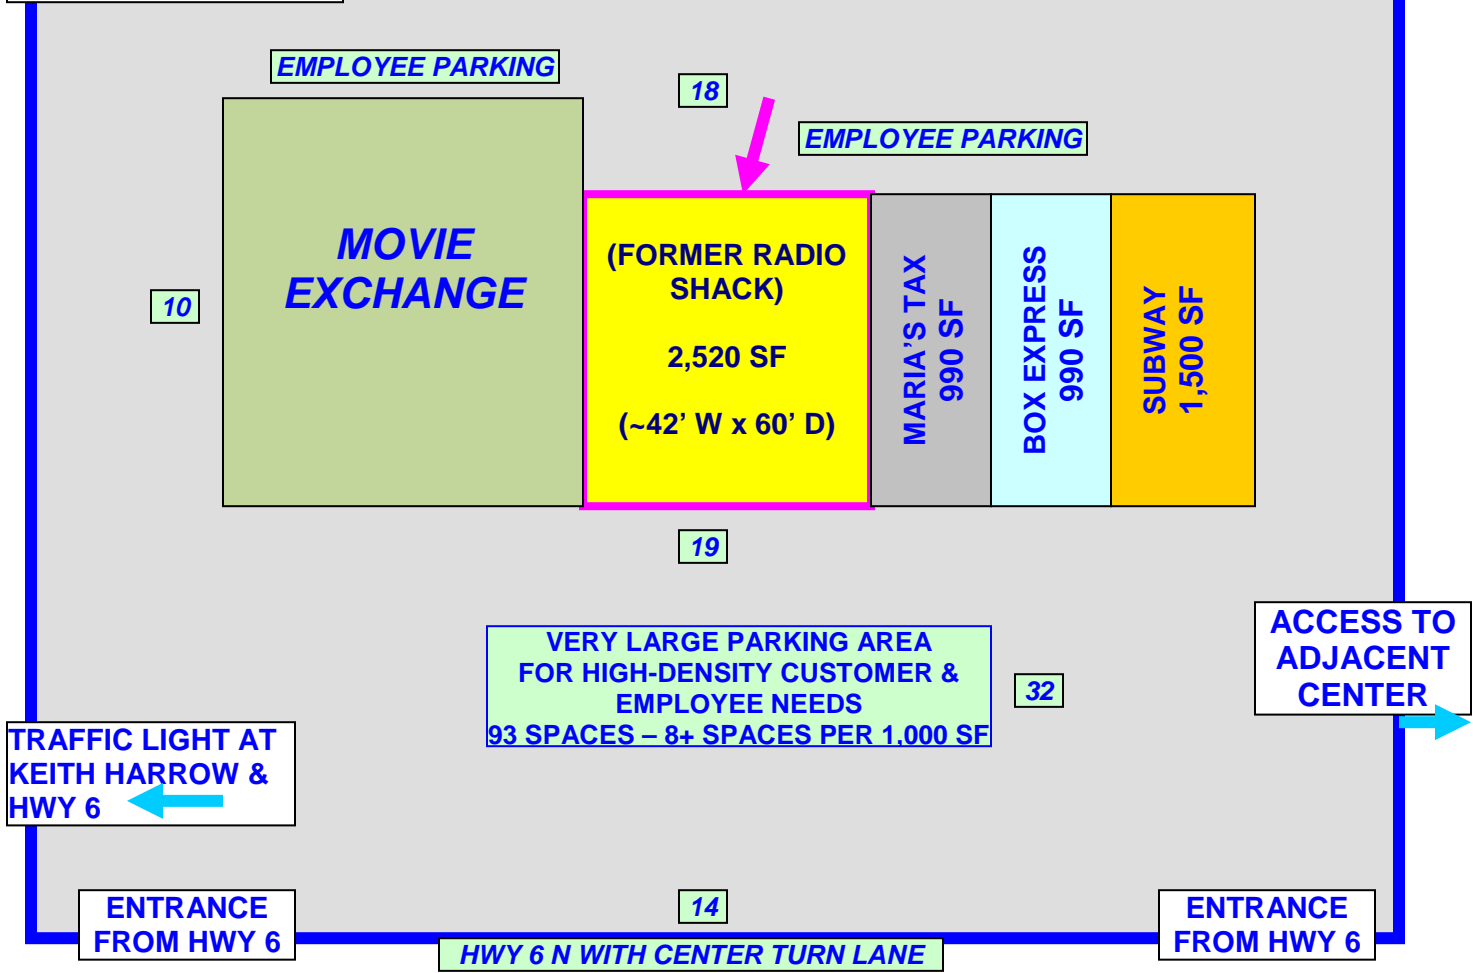 EMPLOYEE PARKING
18
EMPLOYEE PARKING
MOVIE
EXCHANGE
10
(FORMER RADIO
SHACK)
2,520 SF
(~42' W x 60' D)
MARIA'S TAX
990 SF
BOX EXPRESS
990 SF
SUBWAY
1,500 SF
19
VERY LARGE PARKING AREA
FOR HIGH-DENSITY CUSTOMER &
EMPLOYEE NEEDS
93 SPACES – 8+ SPACES PER 1,000 SF
32
ACCESS TO
ADJACENT
CENTER
TRAFFIC LIGHT AT
KEITH HARROW &
HWY 6
ENTRANCE
FROM HWY 6
14
HWY 6 N WITH CENTER TURN LANE
ENTRANCE
FROM HWY 6